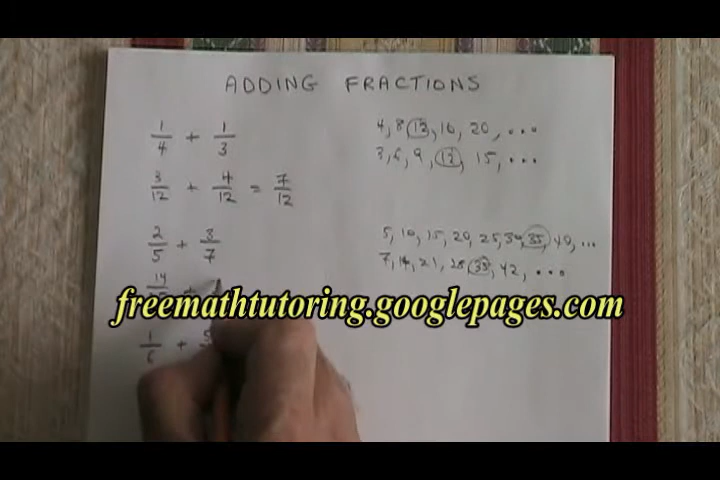 ADDING FRACTIONS
1/4 + 1/3
4, 8, 12, 16, 20, ...
3, 6, 9, 12, 15, ...
3/12 + 4/12 = 7/12
2/5 + 3/7
5, 10, 15, 20, 25, 30, 35, 40, ...
7, 14, 21, 28, 35, 42, ...
14 +
freemathtutoring.googlepages.com
1/6 + 5